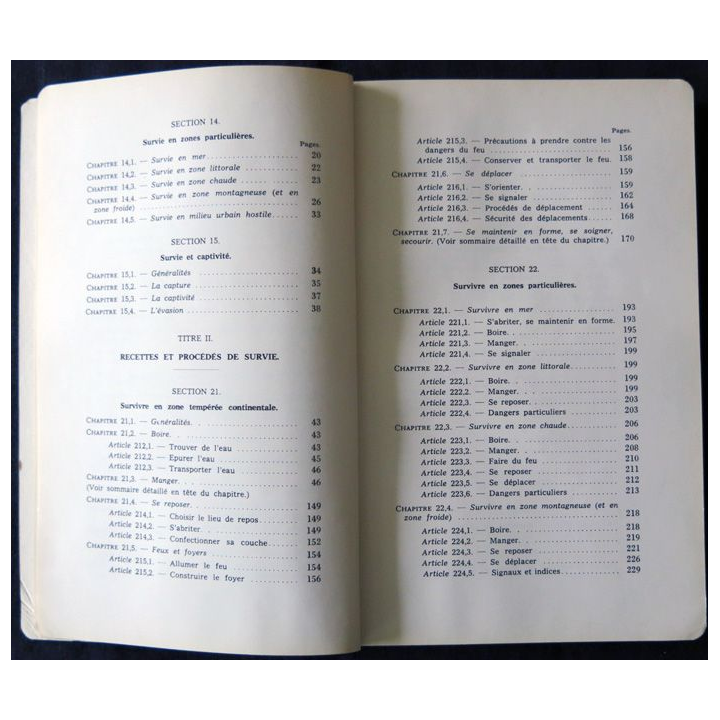 SECTION 14.
Survie en zones particulières.
Pages.
CHAPITRE 14,1. — Survie en mer ........ 20
CHAPITRE 14,2. — Survie en zone littorale ........ 22
CHAPITRE 14,3. — Survie en zone chaude ........ 23
CHAPITRE 14,4. — Survie en zone montagneuse (et en
zone froide) ........ 26
CHAPITRE 14,5. — Survie en milieu urbain hostile ........ 33
SECTION 15.
Survie et captivité.
CHAPITRE 15,1. — Généralités ........ 34
CHAPITRE 15,2. — La capture ........ 35
CHAPITRE 15,3. — La captivité ........ 37
CHAPITRE 15,4. — L'évasion ........ 38
TITRE II.
RECETTES ET PROCÉDÉS DE SURVIE.
SECTION 21.
Survivre en zone tempérée continentale.
CHAPITRE 21,1. — Généralités. ........ 43
CHAPITRE 21,2. — Boire. ........ 43
Article 212,1. — Trouver de l'eau ........ 43
Article 212,2. — Epurer l'eau ........ 45
Article 212,3. — Transporter l'eau ........ 46
CHAPITRE 21,3. — Manger. ........ 46
(Voir sommaire détaillé en tête du chapitre.)
CHAPITRE 21,4. — Se reposer. ........ 149
Article 214,1. — Choisir le lieu de repos ........ 149
Article 214,2. — S'abriter. ........ 149
Article 214,3. — Confectionner sa couche ........ 152
CHAPITRE 21,5. — Feux et foyers ........ 154
Article 215,1. — Allumer le feu ........ 154
Article 215,2. — Construire le foyer ........ 156
Pages.
Article 215,3. — Précautions à prendre contre les
dangers du feu ........ 156
Article 215,4. — Conserver et transporter le feu. 158
CHAPITRE 21,6. — Se déplacer ........ 159
Article 216,1. — S'orienter. ........ 159
Article 216,2. — Se signaler ........ 162
Article 216,3. — Procédés de déplacement ........ 164
Article 216,4. — Sécurité des déplacements ........ 168
CHAPITRE 21,7. — Se maintenir en forme, se soigner,
secourir. (Voir sommaire détaillé en tête du chapitre.) 170
SECTION 22.
Survivre en zones particulières.
CHAPITRE 22,1. — Survivre en mer ........ 193
Article 221,1. — S'abriter, se maintenir en forme. 193
Article 221,2. — Boire. ........ 195
Article 221,3. — Manger. ........ 197
Article 221,4. — Se signaler ........ 199
CHAPITRE 22,2. — Survivre en zone littorale ........ 199
Article 222,1. — Boire. ........ 199
Article 222,2. — Manger. ........ 199
Article 222,3. — Se reposer. ........ 203
Article 222,4. — Dangers particuliers ........ 203
CHAPITRE 22,3. — Survivre en zone chaude ........ 206
Article 223,1. — Boire. ........ 206
Article 223,2. — Manger. ........ 208
Article 223,3. — Faire du feu ........ 210
Article 223,4. — Se reposer ........ 211
Article 223,5. — Se déplacer ........ 212
Article 223,6. — Dangers particuliers ........ 213
CHAPITRE 22,4. — Survivre en zone montagneuse (et en
zone froide) ........ 218
Article 224,1. — Boire. ........ 218
Article 224,2. — Manger. ........ 219
Article 224,3. — Se reposer ........ 221
Article 224,4. — Se déplacer ........ 226
Article 224,5. — Signaux et indices ........ 229